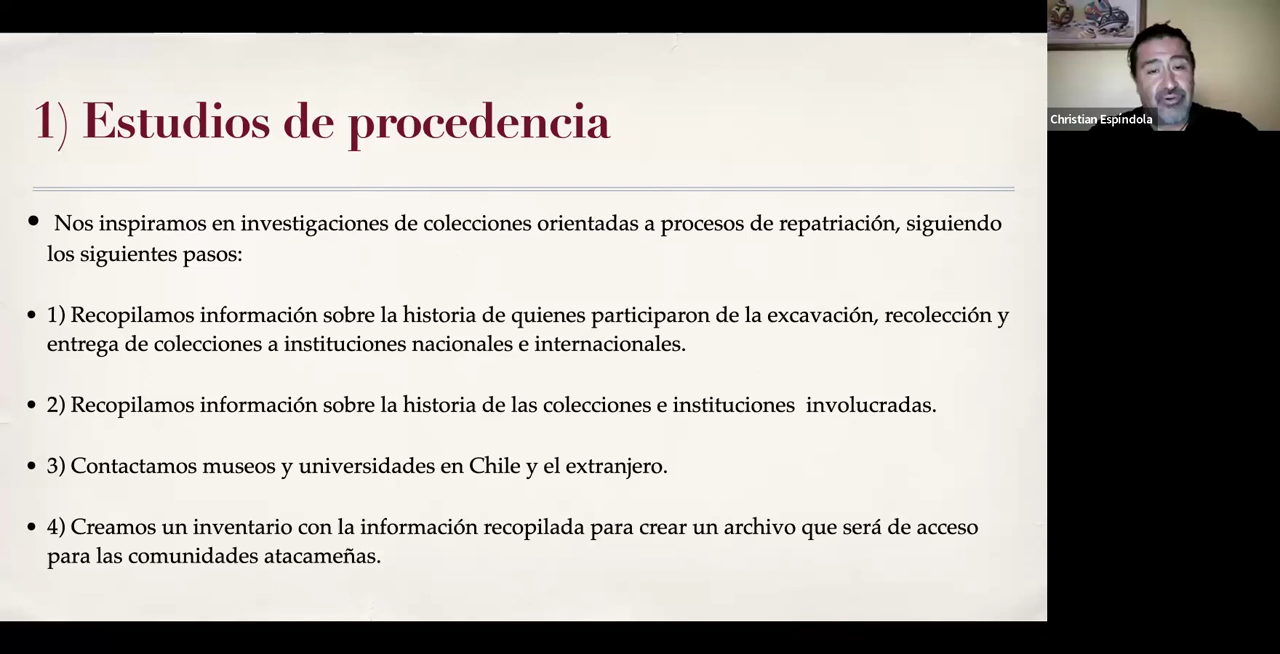 1) Estudios de procedencia
• Nos inspiramos en investigaciones de colecciones orientadas a procesos de repatriación, siguiendo
los siguientes pasos:
• 1) Recopilamos información sobre la historia de quienes participaron de la excavación, recolección y
entrega de colecciones a instituciones nacionales e internacionales.
• 2) Recopilamos información sobre la historia de las colecciones e instituciones involucradas.
• 3) Contactamos museos y universidades en Chile y el extranjero.
• 4) Creamos un inventario con la información recopilada para crear un archivo que será de acceso
para las comunidades atacameñas.
Christian Espíndola